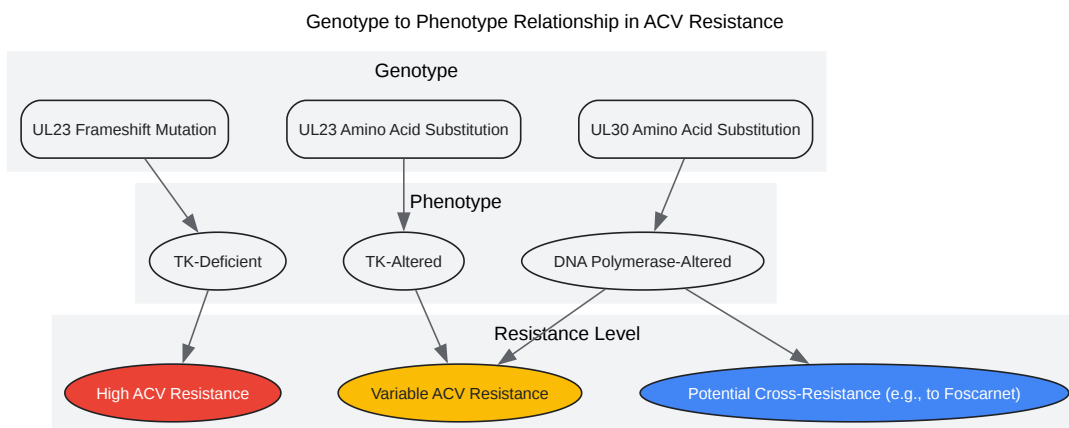 Genotype to Phenotype Relationship in ACV Resistance
Genotype
UL23 Frameshift Mutation
UL23 Amino Acid Substitution
UL30 Amino Acid Substitution
Phenotype
TK-Deficient
TK-Altered
DNA Polymerase-Altered
Resistance Level
High ACV Resistance
Variable ACV Resistance
Potential Cross-Resistance (e.g., to Foscarnet)